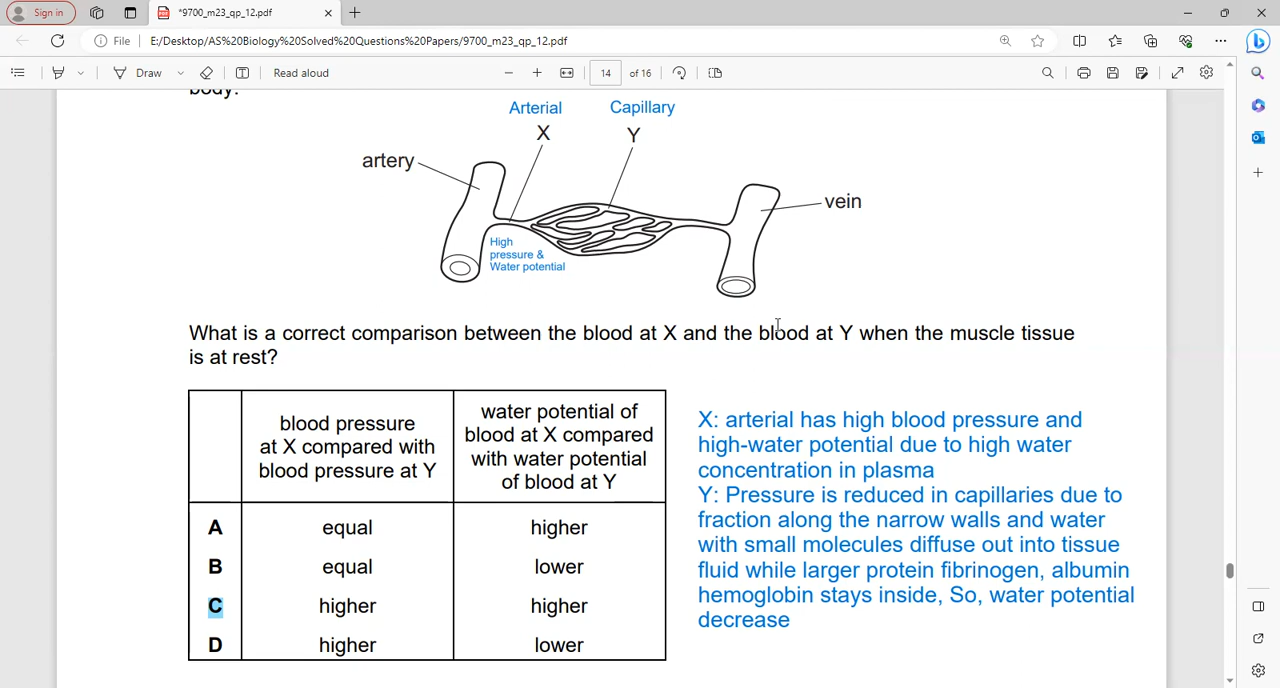 Sign in
*9700_m23_qp_12.pdf
File
E:/Desktop/AS%20Biology%20Solved%20Questions%20Papers/9700_m23_qp_12.pdf
Draw
Read aloud
14 of 16
body.
Arterial Capillary
X Y
artery
vein
High
pressure &
Water potential
What is a correct comparison between the blood at X and the blood at Y when the muscle tissue
is at rest?
blood pressure
at X compared with
blood pressure at Y
water potential of
blood at X compared
with water potential
of blood at Y
A equal higher
B equal lower
C higher higher
D higher lower
X: arterial has high blood pressure and
high-water potential due to high water
concentration in plasma
Y: Pressure is reduced in capillaries due to
fraction along the narrow walls and water
with small molecules diffuse out into tissue
fluid while larger protein fibrinogen, albumin
hemoglobin stays inside, So, water potential
decrease